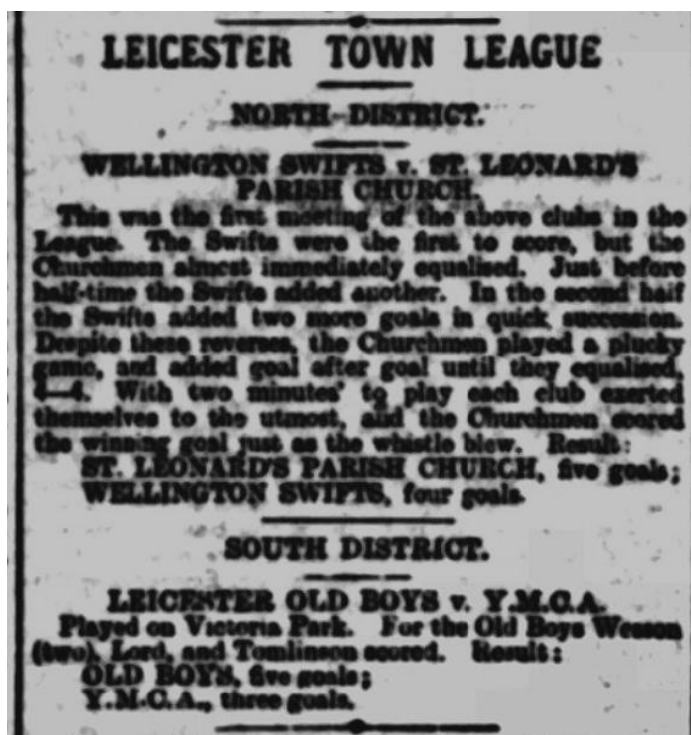 LEICESTER TOWN LEAGUE
NORTH DISTRICT.
WELLINGTON SWIFTS v. ST. LEONARD'S
PARISH CHURCH.
This was the first meeting of the above clubs in the
League. The Swifts were the first to score, but the
Churchmen almost immediately equalised. Just before
half-time the Swifts added another. In the second half
the Swifts added two more goals in quick succession.
Despite these reverses, the Churchmen played a plucky
game, and added goal after goal until they equalised,
4—4. With two minutes' to play each club exerted
themselves to the utmost, and the Churchmen scored
the winning goal just as the whistle blew. Result:
ST. LEONARD'S PARISH CHURCH, five goals;
WELLINGTON SWIFTS, four goals.
SOUTH DISTRICT.
LEICESTER OLD BOYS v. Y.M.C.A.
Played on Victoria Park. For the Old Boys Wesson
(two), Lord, and Tomlinson scored. Result:
OLD BOYS, five goals;
Y.M.C.A., three goals.